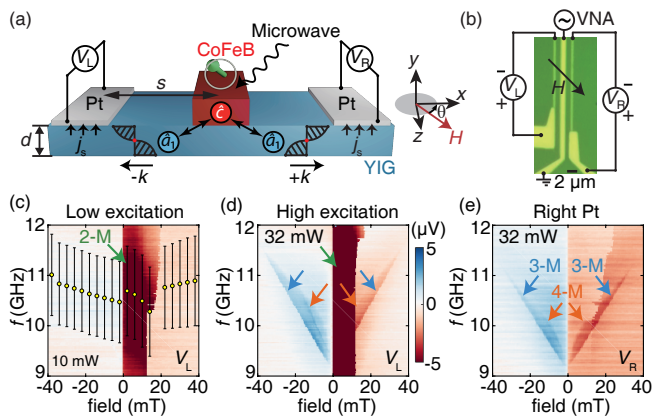 (a)
Microwave
CoFeB
V_L
V_R
s
Pt
Pt
ĉ
d
j_s
â₁
â₁
j_s
YIG
-k
+k
y
x
θ
z
H
(b)
VNA
V_L
H
V_R
-
-
+
+
2 μm
(c) Low excitation
2-M
12
11
10
9
f (GHz)
10 mW
V_L
-40 -20 0 20 40
field (mT)
(d) High excitation
32 mW
12
11
10
9
f (GHz)
V_L
-40 -20 0 20 40
field (mT)
(μV)
5
0
-5
(e) Right Pt
32 mW
3-M 3-M
4-M
12
11
10
9
f (GHz)
V_R
-40 -20 0 20 40
field (mT)